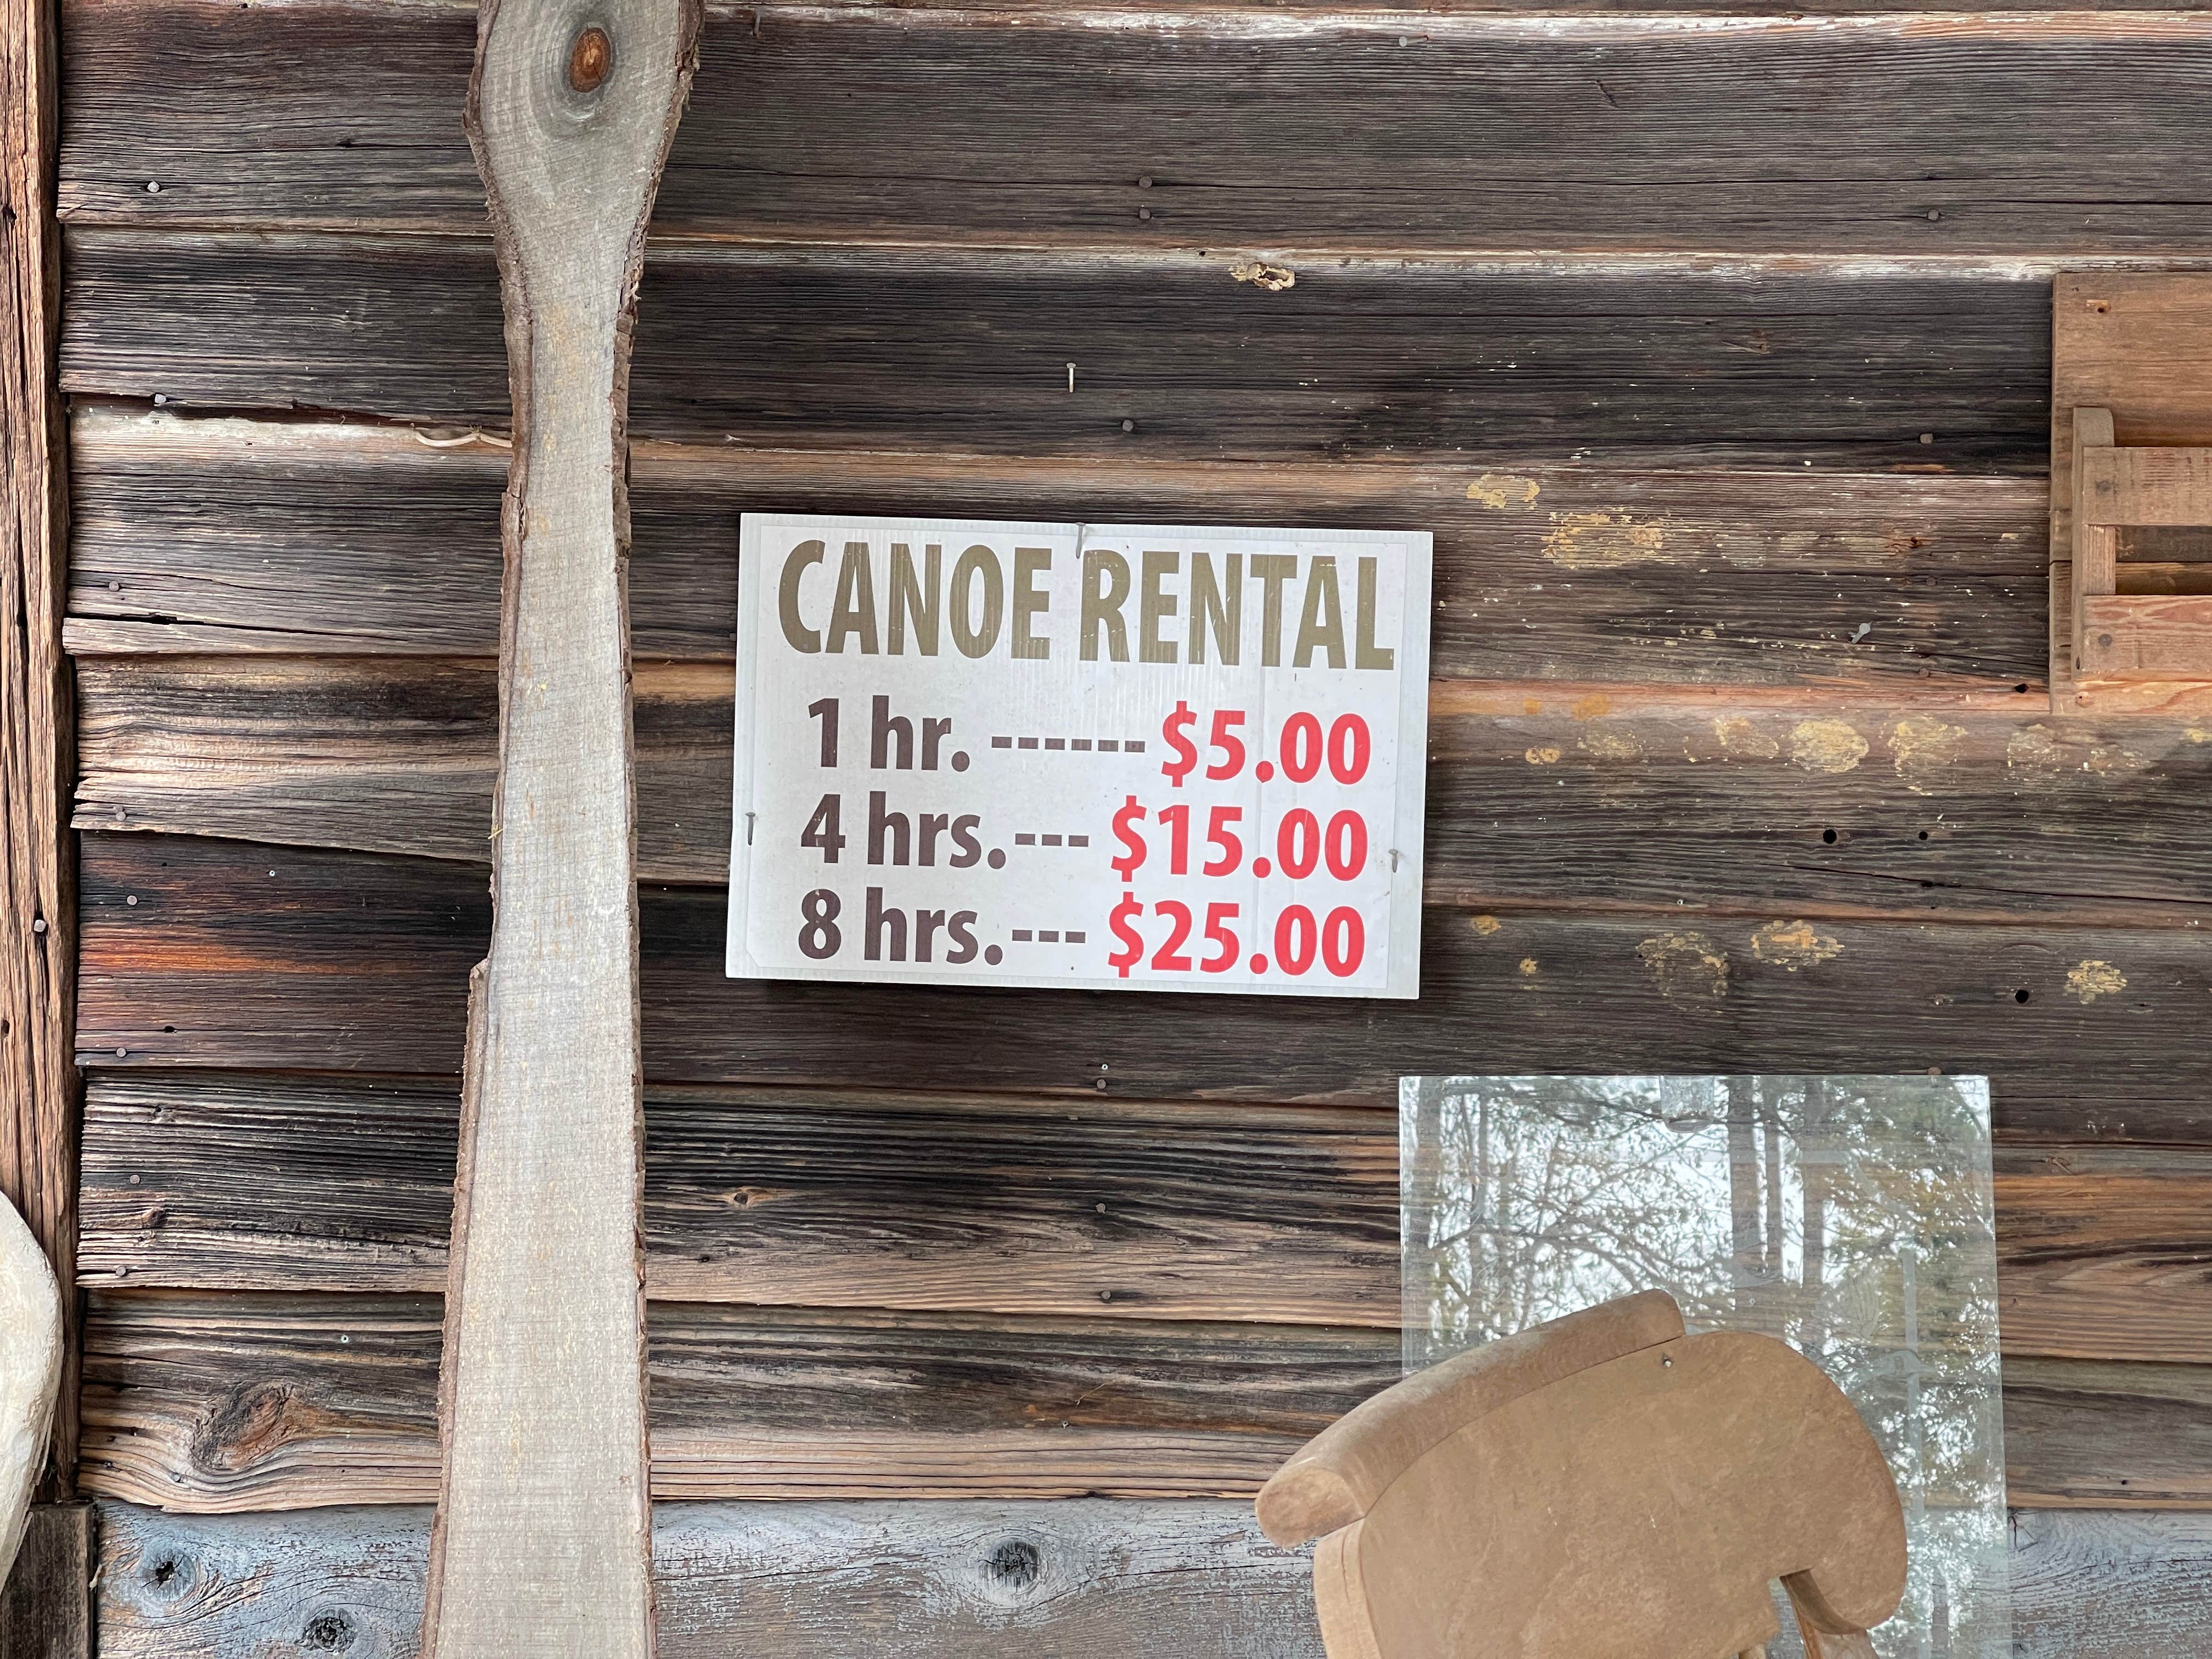 CANOE RENTAL
1 hr. ------ $5.00
4 hrs.--- $15.00
8 hrs.--- $25.00